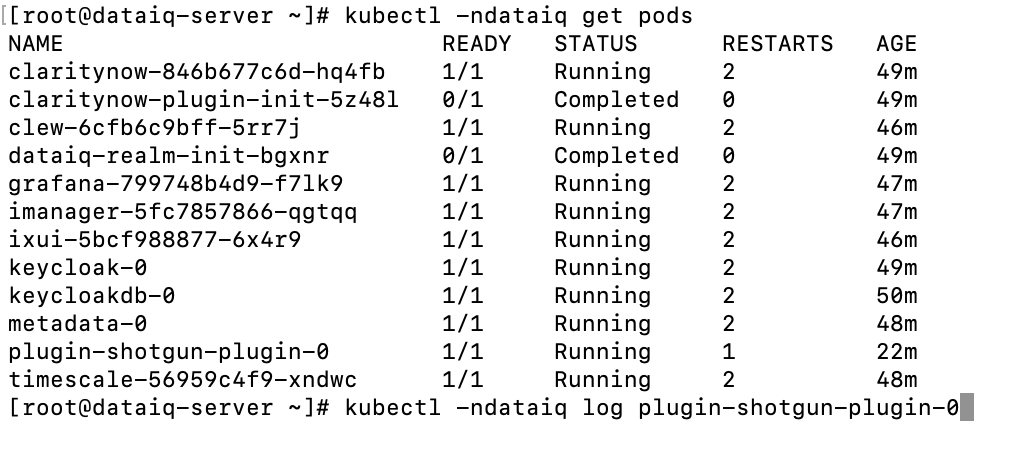 [[root@dataiq-server ~]# kubectl -ndataiq get pods
NAME READY STATUS RESTARTS AGE
claritynow-846b677c6d-hq4fb 1/1 Running 2 49m
claritynow-plugin-init-5z48l 0/1 Completed 0 49m
clew-6cfb6c9bff-5rr7j 1/1 Running 2 46m
dataiq-realm-init-bgxnr 0/1 Completed 0 49m
grafana-799748b4d9-f7lk9 1/1 Running 2 47m
imanager-5fc7857866-qgtqq 1/1 Running 2 47m
ixui-5bcf988877-6x4r9 1/1 Running 2 46m
keycloak-0 1/1 Running 2 49m
keycloakdb-0 1/1 Running 2 50m
metadata-0 1/1 Running 2 48m
plugin-shotgun-plugin-0 1/1 Running 1 22m
timescale-56959c4f9-xndwc 1/1 Running 2 48m
[root@dataiq-server ~]# kubectl -ndataiq log plugin-shotgun-plugin-0